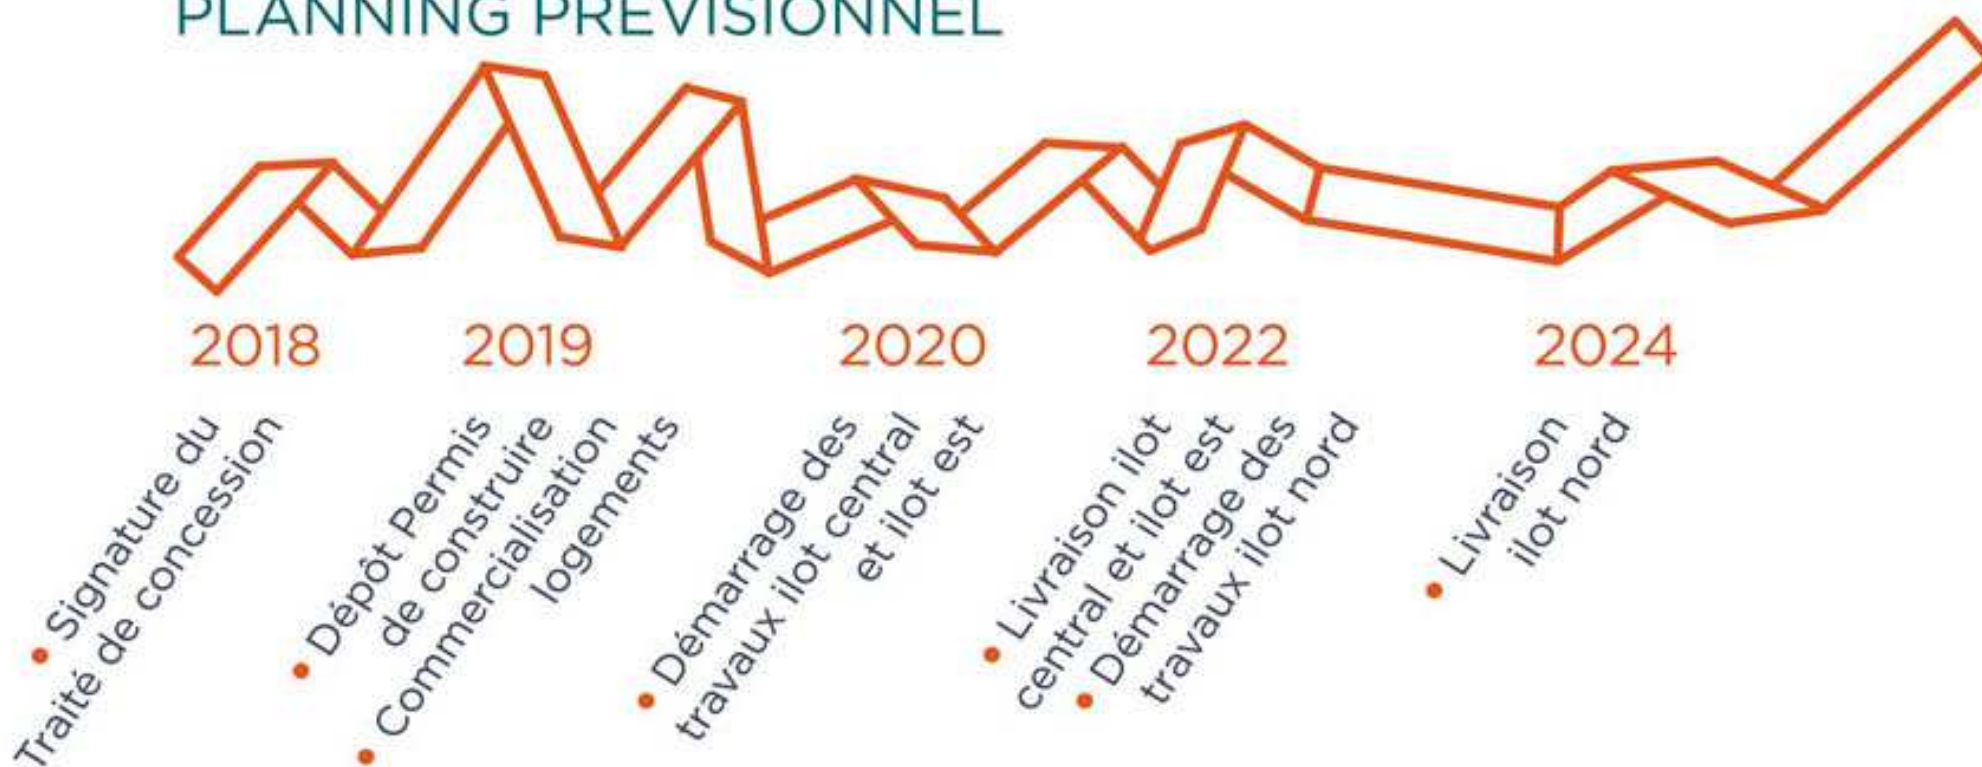 PLANNING PRÉVISIONNEL
2018
2019
2020
2022
2024
• Signature du
Traité de concession
• Dépôt Permis
de construire
• Commercialisation
logements
• Démarrage des
travaux ilot central
et ilot est
• Livraison ilot
central et ilot est
• Démarrage des
travaux ilot nord
• Livraison
ilot nord